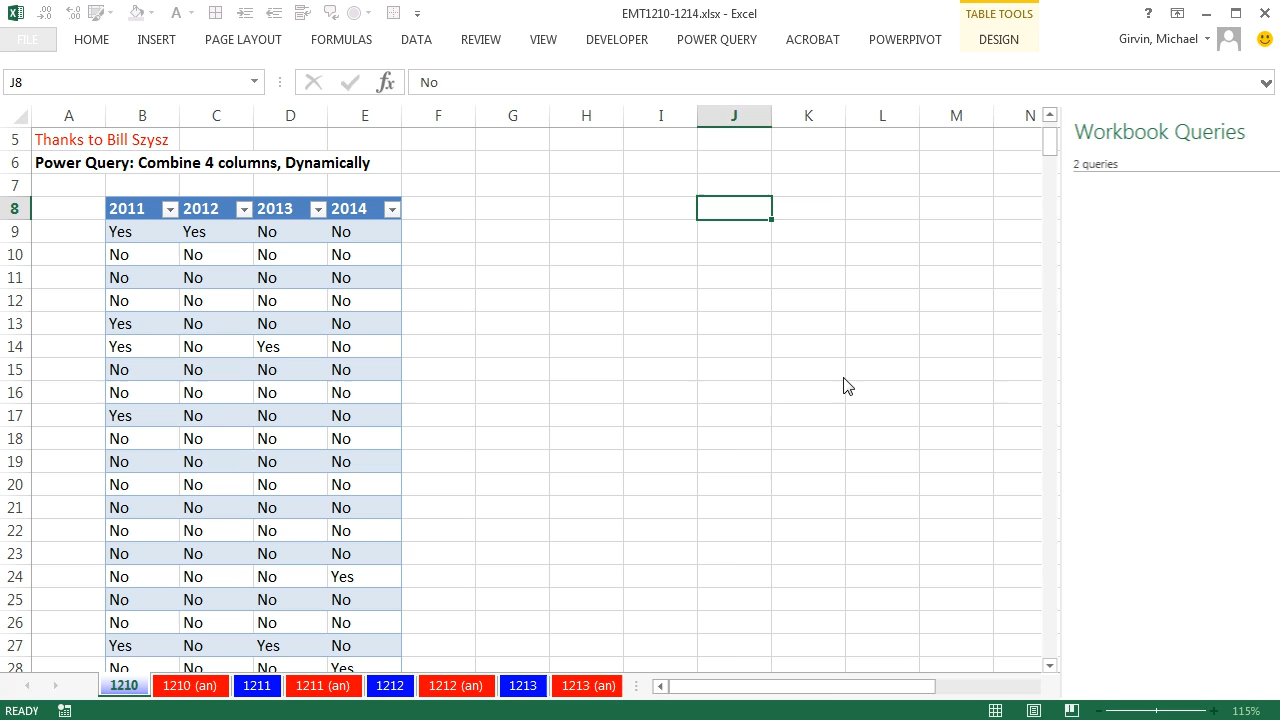 EMT1210-1214.xlsx - Excel
TABLE TOOLS
FILE HOME INSERT PAGE LAYOUT FORMULAS DATA REVIEW VIEW DEVELOPER POWER QUERY ACROBAT POWERPIVOT DESIGN Girvin, Michael
J8 fx No
A B C D E F G H I J K L M N
5 Thanks to Bill Szysz
6 Power Query: Combine 4 columns, Dynamically
7
8 2011 2012 2013 2014
9 Yes Yes No No
10 No No No No
11 No No No No
12 No No No No
13 Yes No No No
14 Yes No Yes No
15 No No No No
16 No No No No
17 Yes No No No
18 No No No No
19 No No No No
20 No No No No
21 No No No No
22 No No No No
23 No No No No
24 No No No Yes
25 No No No No
26 No No No No
27 Yes No Yes No
28 No No No Yes
Workbook Queries
2 queries
1210 1210 (an) 1211 1211 (an) 1212 1212 (an) 1213 1213 (an)
READY 115%